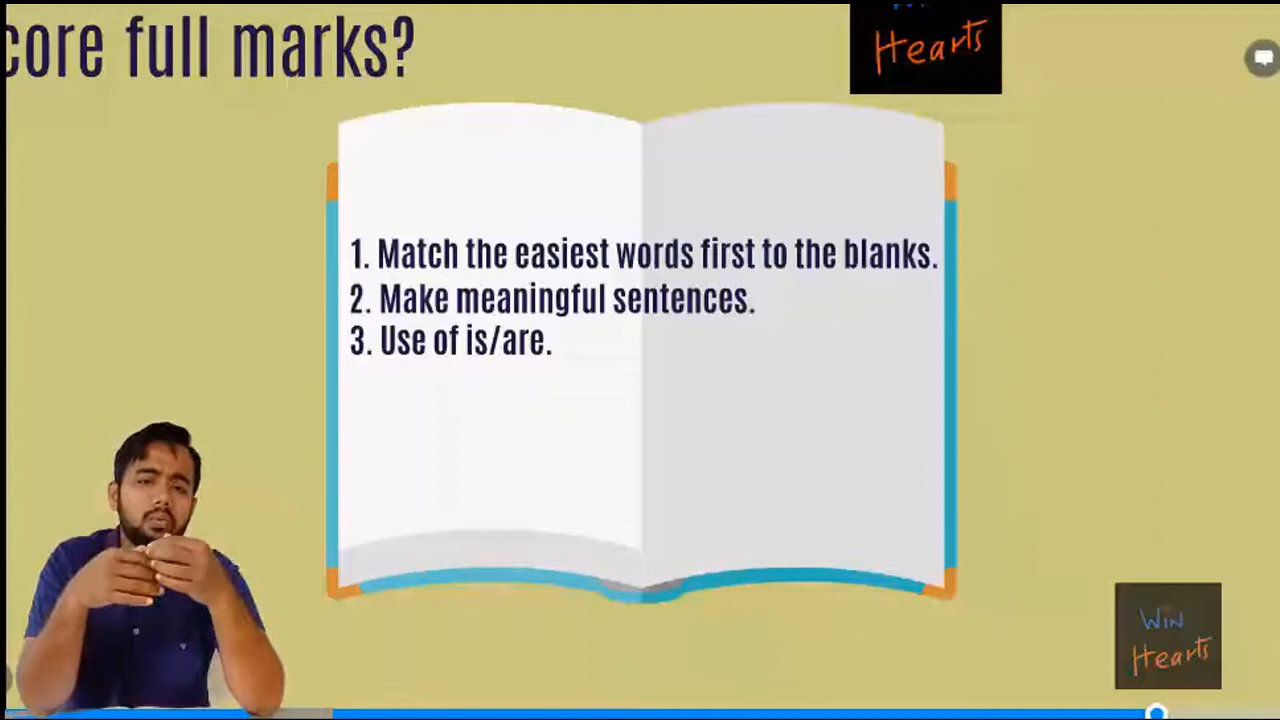 full marks?
Hearts
1. Match the easiest words first to the blanks.
2. Make meaningful sentences.
3. Use of is/are.
Win
Hearts